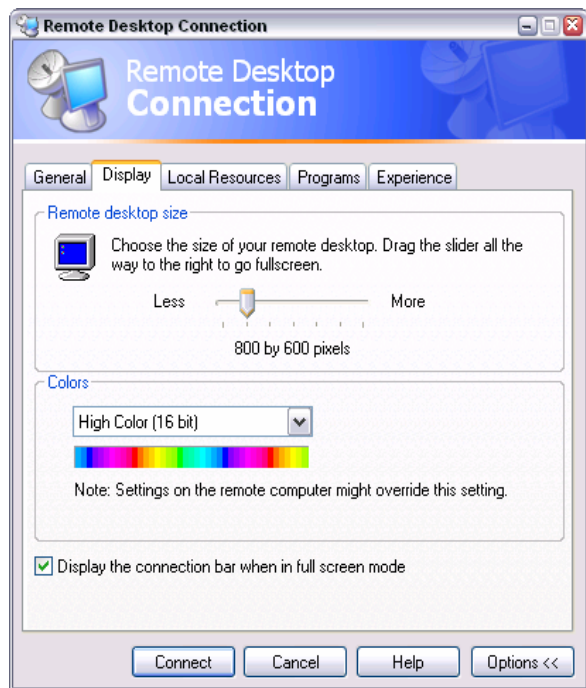 Remote Desktop Connection
Remote Desktop
Connection
General Display Local Resources Programs Experience
Remote desktop size
Choose the size of your remote desktop. Drag the slider all the
way to the right to go fullscreen.
Less More
800 by 600 pixels
Colors
High Color (16 bit)
Note: Settings on the remote computer might override this setting.
Display the connection bar when in full screen mode
Connect Cancel Help Options <<